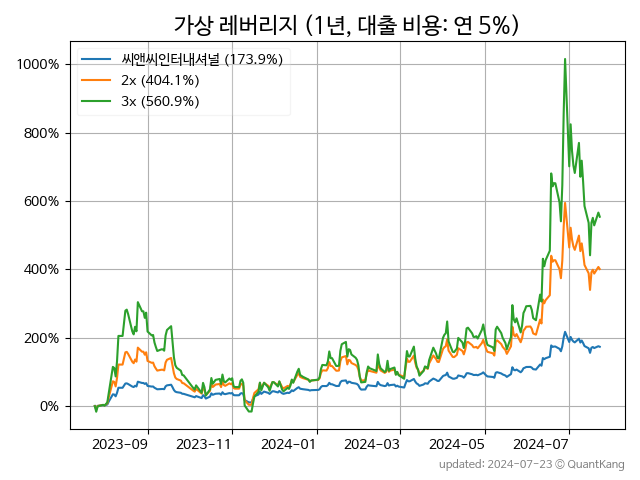 가상 레버리지 (1년, 대출 비용: 연 5%)
씨앤씨인터내셔널 (173.9%)
2x (404.1%)
3x (560.9%)
1000%
800%
600%
400%
200%
0%
2023-09 2023-11 2024-01 2024-03 2024-05 2024-07
updated: 2024-07-23 © QuantKang